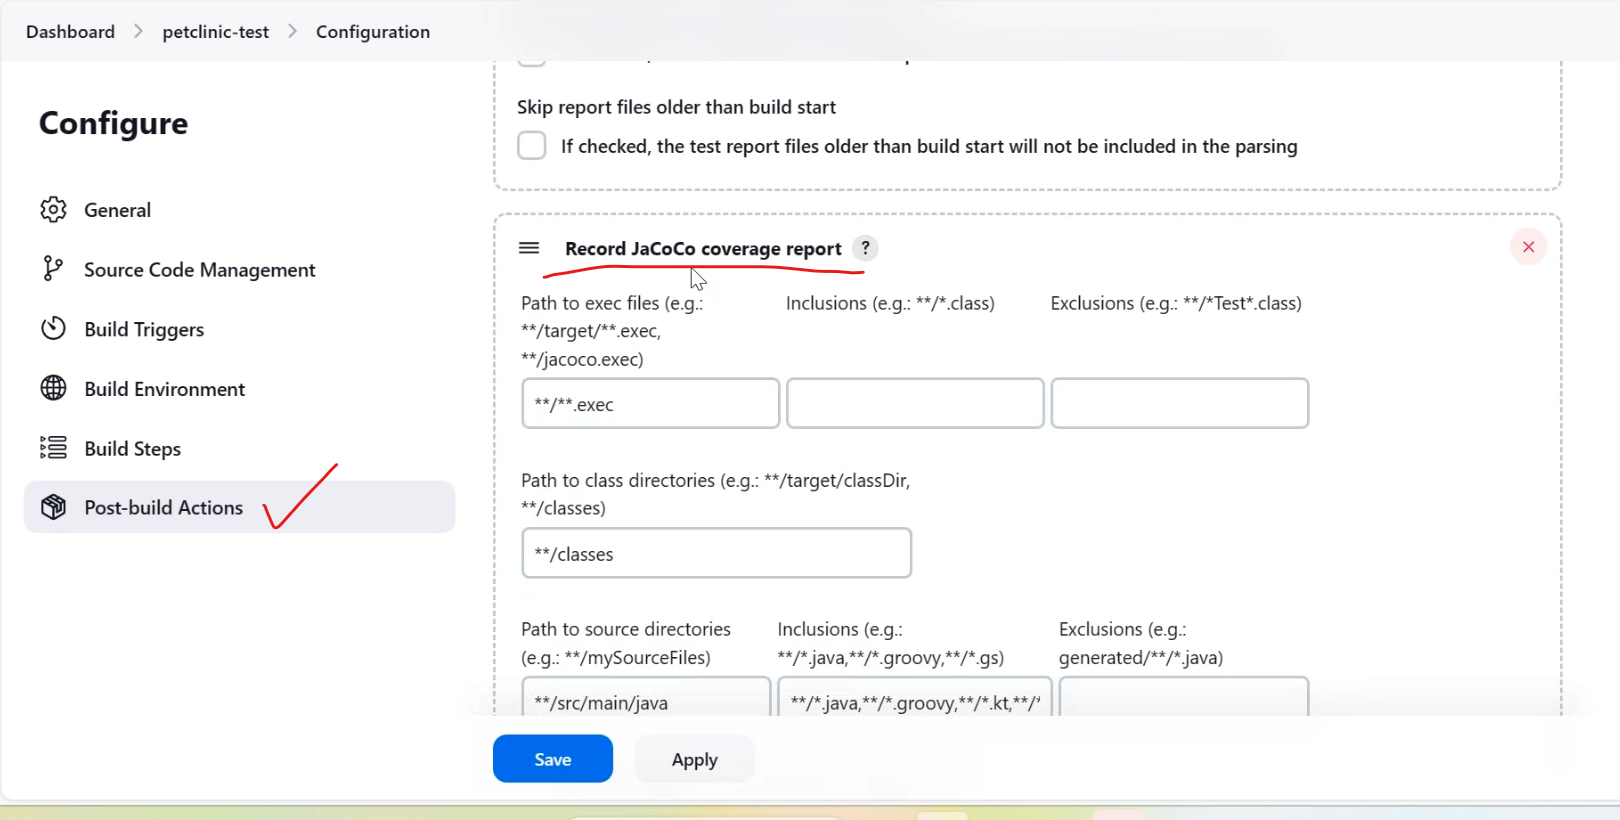 Dashboard > petclinic-test > Configuration
Configure
General
Source Code Management
Build Triggers
Build Environment
Build Steps
Post-build Actions
Skip report files older than build start
If checked, the test report files older than build start will not be included in the parsing
Record JaCoCo coverage report ?
Path to exec files (e.g.:
**/target/**.exec,
**/jacoco.exec)
Inclusions (e.g.: **/*.class)
Exclusions (e.g.: **/*Test*.class)
**/**.exec
Path to class directories (e.g.: **/target/classDir,
**/classes)
**/classes
Path to source directories
(e.g.: **/mySourceFiles)
Inclusions (e.g.:
**/*.java,**/*.groovy,**/*.gs)
Exclusions (e.g.:
generated/**/*.java)
**/src/main/java
**/*.java,**/*.groovy,**/*.kt,**/*
Save
Apply